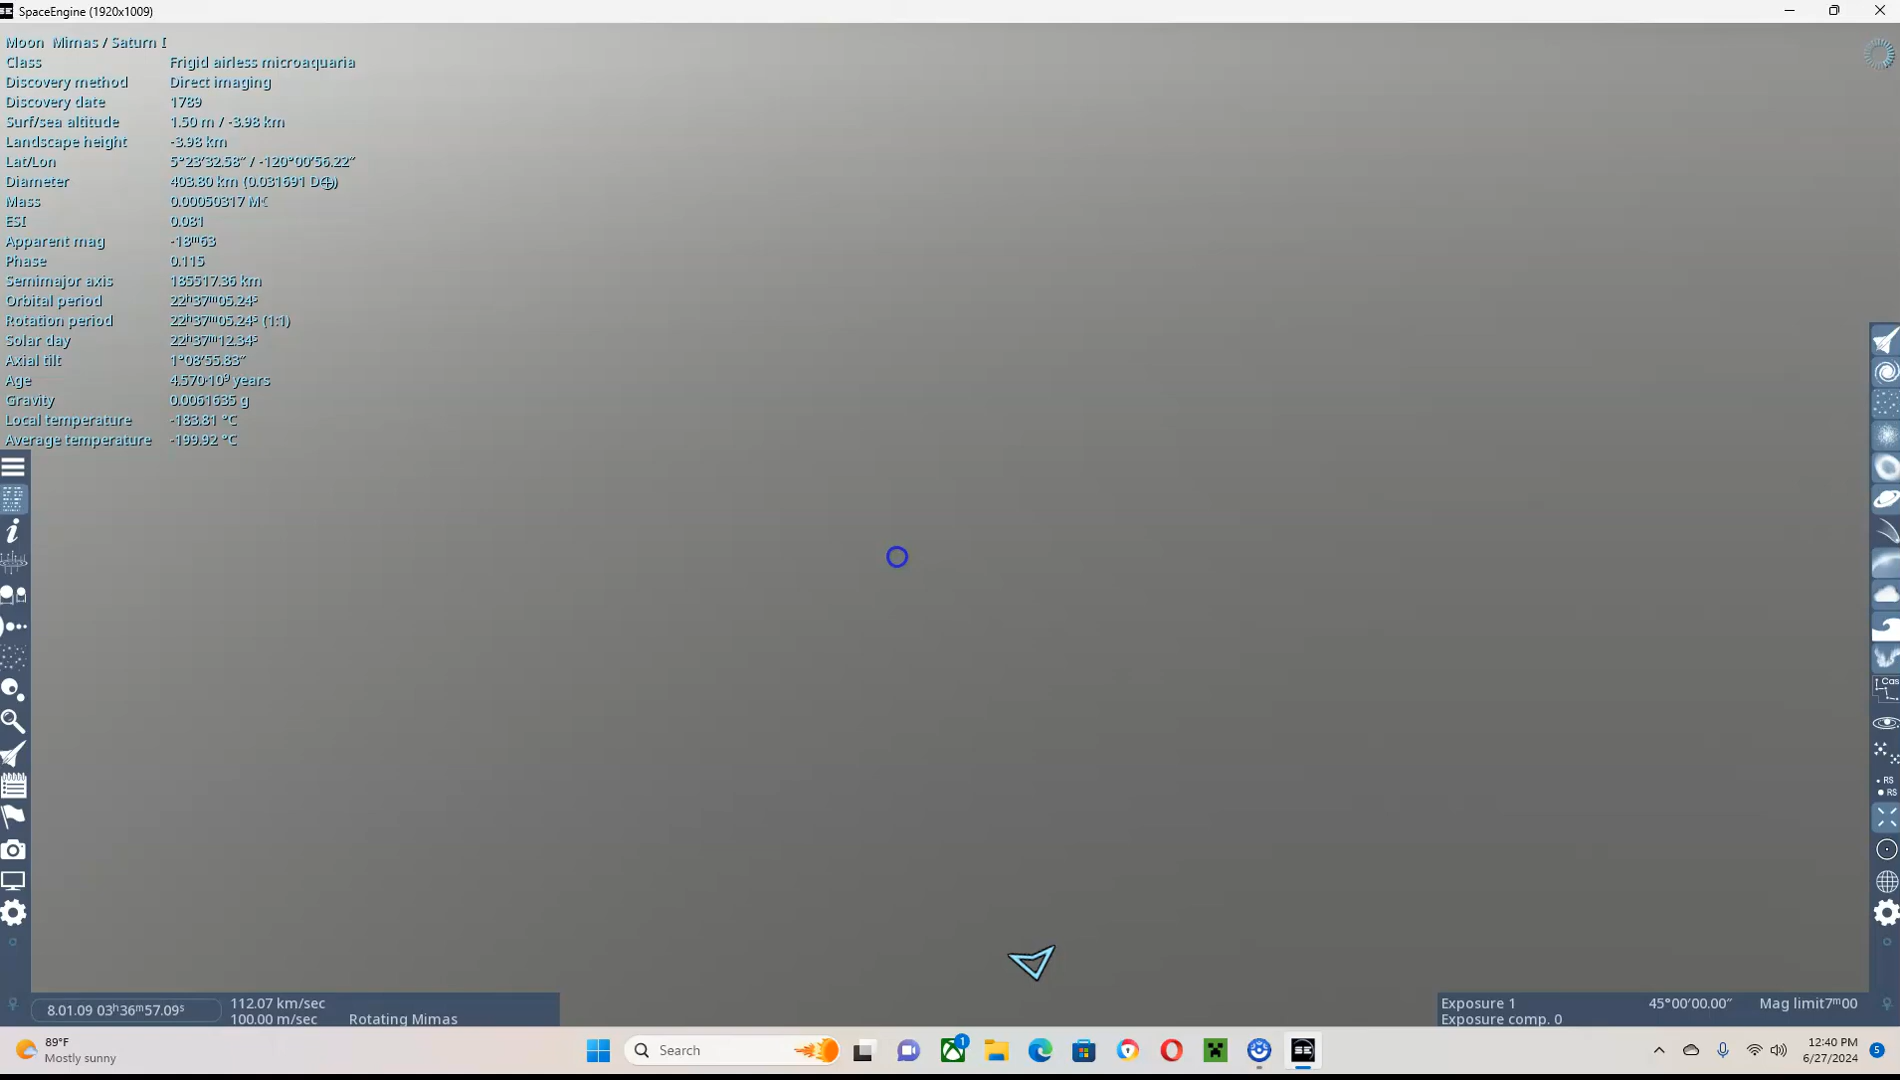 SpaceEngine (1920x1009)
Moon Mimas / Saturn I
Class Frigid airless microaquaria
Discovery method Direct imaging
Discovery date 1789
Surf/sea altitude 1.50 m / -3.98 km
Landscape height -3.98 km
Lat/Lon 5°23′32.58″ / -120°00′56.22″
Diameter 403.80 km (0.031691 D⊕)
Mass 0.00050317 M☾
ESI 0.081
Apparent mag -18ᵐ63
Phase 0.115
Semimajor axis 185517.36 km
Orbital period 22ʰ37ᵐ05.24ˢ
Rotation period 22ʰ37ᵐ05.24ˢ (1:1)
Solar day 22ʰ37ᵐ12.34ˢ
Axial tilt 1°08′55.83″
Age 4.570·10⁹ years
Gravity 0.0061635 g
Local temperature -183.81 °C
Average temperature -199.92 °C
Cas
RS
RS
8.01.09 03ʰ36ᵐ57.09ˢ
112.07 km/sec
100.00 m/sec Rotating Mimas
Exposure 1 45°00′00.00″ Mag limit7ᵐ00
Exposure comp. 0
89°F
Mostly sunny
Search
1
SE
12:40 PM
6/27/2024
5